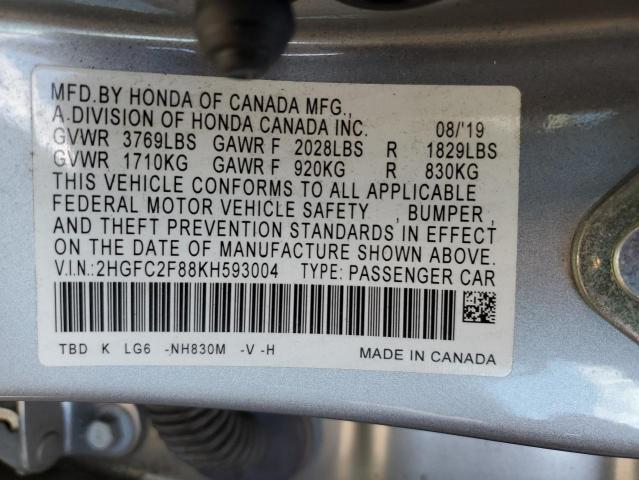 MFD.BY HONDA OF CANADA MFG.,
A DIVISION OF HONDA CANADA INC. 08/'19
GVWR 3769LBS GAWR F 2028LBS R 1829LBS
GVWR 1710KG GAWR F 920KG R 830KG
THIS VEHICLE CONFORMS TO ALL APPLICABLE
FEDERAL MOTOR VEHICLE SAFETY , BUMPER ,
AND THEFT PREVENTION STANDARDS IN EFFECT
ON THE DATE OF MANUFACTURE SHOWN ABOVE.
V.I.N.:2HGFC2F88KH593004 TYPE: PASSENGER CAR
TBD K LG6 -NH830M -V -H MADE IN CANADA